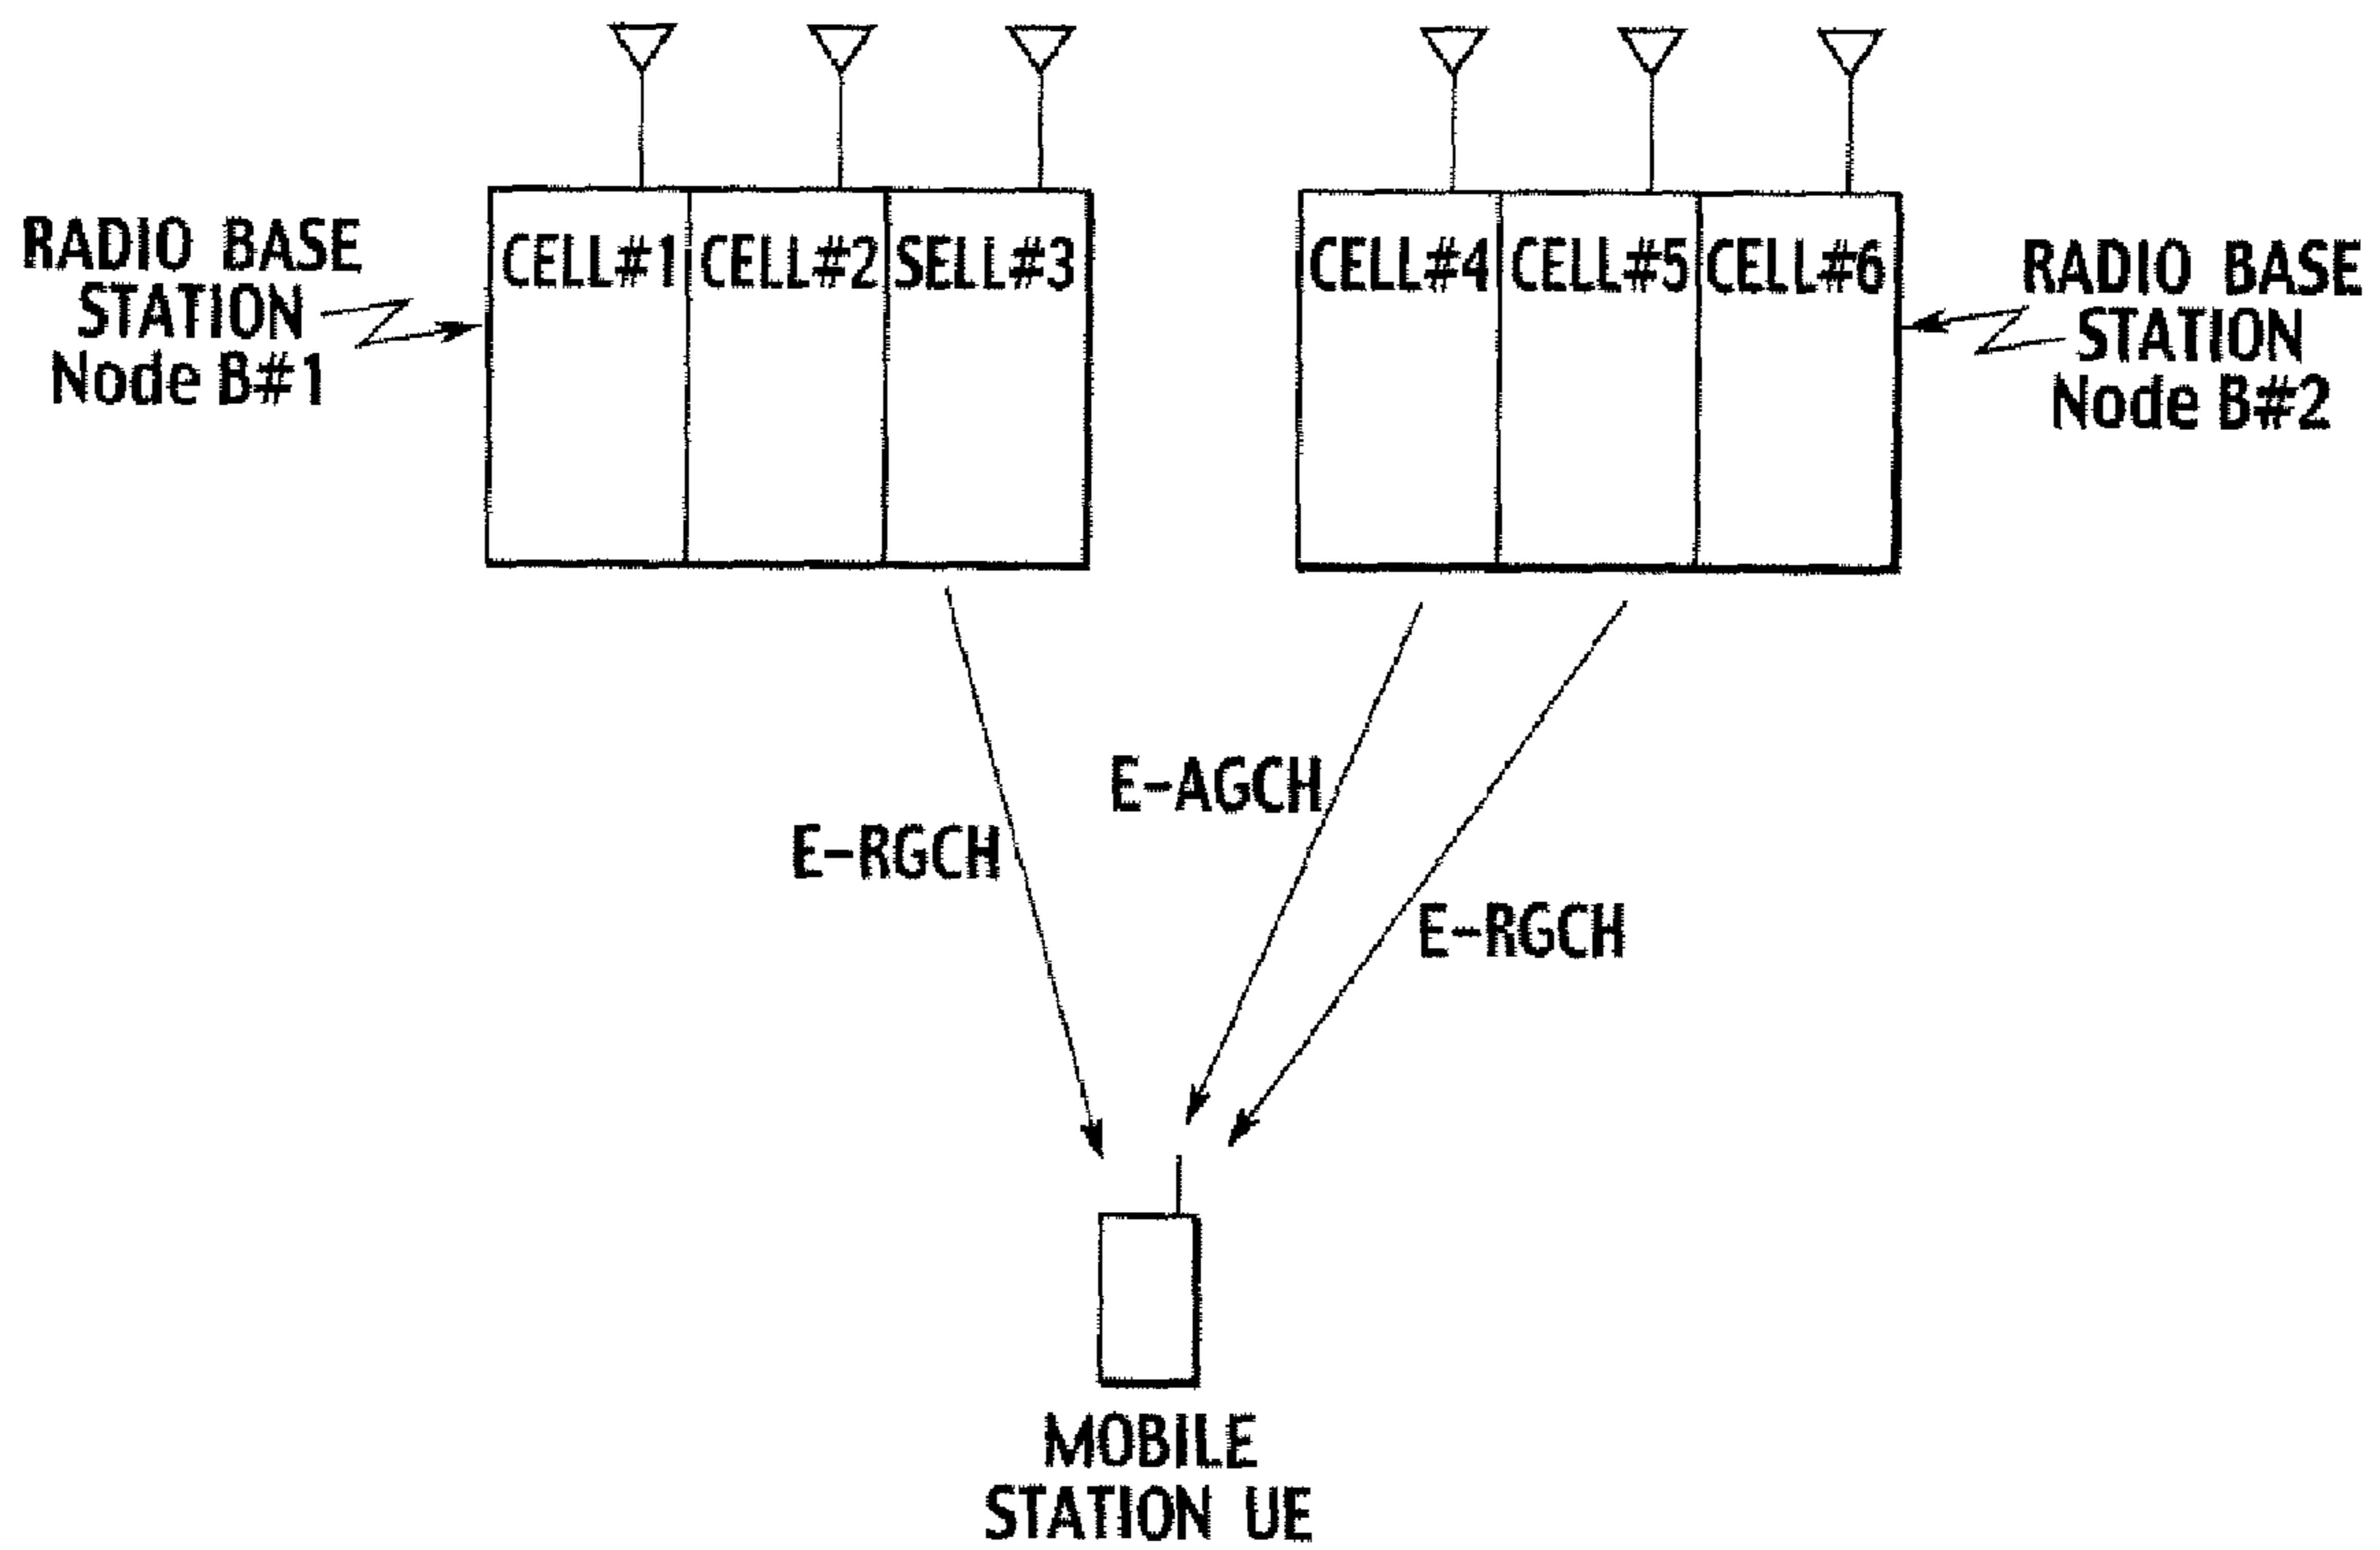 RADIO BASE
STATION
Node B#1
CELL#1
CELL#2
SELL#3
CELL#4
CELL#5
CELL#6
RADIO BASE
STATION
Node B#2
E-AGCH
E-RGCH
E-RGCH
MOBILE
STATION UE